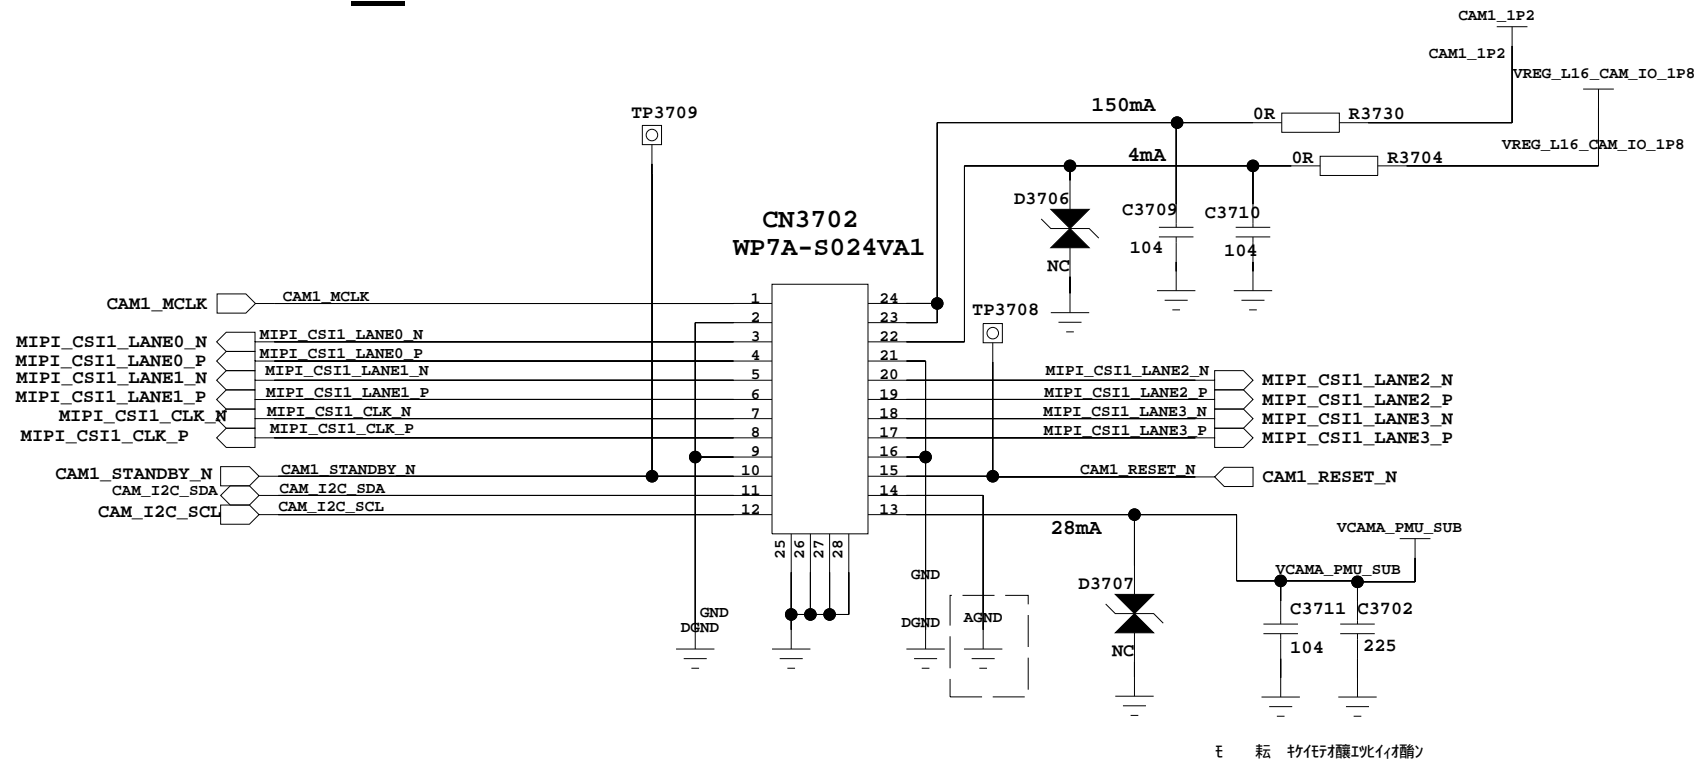 CAM1_1P2
CAM1_1P2
VREG_L16_CAM_IO_1P8
150mA
0R
R3730
TP3709
VREG_L16_CAM_IO_1P8
4mA
0R
R3704
D3706
C3709
C3710
CN3702
WP7A-S024VA1
104
104
NC
CAM1_MCLK
CAM1_MCLK
1
24
TP3708
2
23
MIPI_CSI1_LANE0_N
MIPI_CSI1_LANE0_N
3
22
MIPI_CSI1_LANE0_P
MIPI_CSI1_LANE0_P
4
21
MIPI_CSI1_LANE1_N
MIPI_CSI1_LANE1_N
5
20
MIPI_CSI1_LANE2_N
MIPI_CSI1_LANE2_N
MIPI_CSI1_LANE1_P
MIPI_CSI1_LANE1_P
6
19
MIPI_CSI1_LANE2_P
MIPI_CSI1_LANE2_P
MIPI_CSI1_CLK_N
MIPI_CSI1_CLK_N
7
18
MIPI_CSI1_LANE3_N
MIPI_CSI1_LANE3_N
MIPI_CSI1_CLK_P
MIPI_CSI1_CLK_P
8
17
MIPI_CSI1_LANE3_P
MIPI_CSI1_LANE3_P
9
16
CAM1_STANDBY_N
CAM1_STANDBY_N
10
15
CAM1_RESET_N
CAM1_RESET_N
CAM_I2C_SDA
CAM_I2C_SDA
11
14
CAM_I2C_SCL
CAM_I2C_SCL
12
13
28mA
VCAMA_PMU_SUB
25
26
27
28
VCAMA_PMU_SUB
GND
D3707
GND
DGND
DGND
AGND
C3711
C3702
104
225
NC